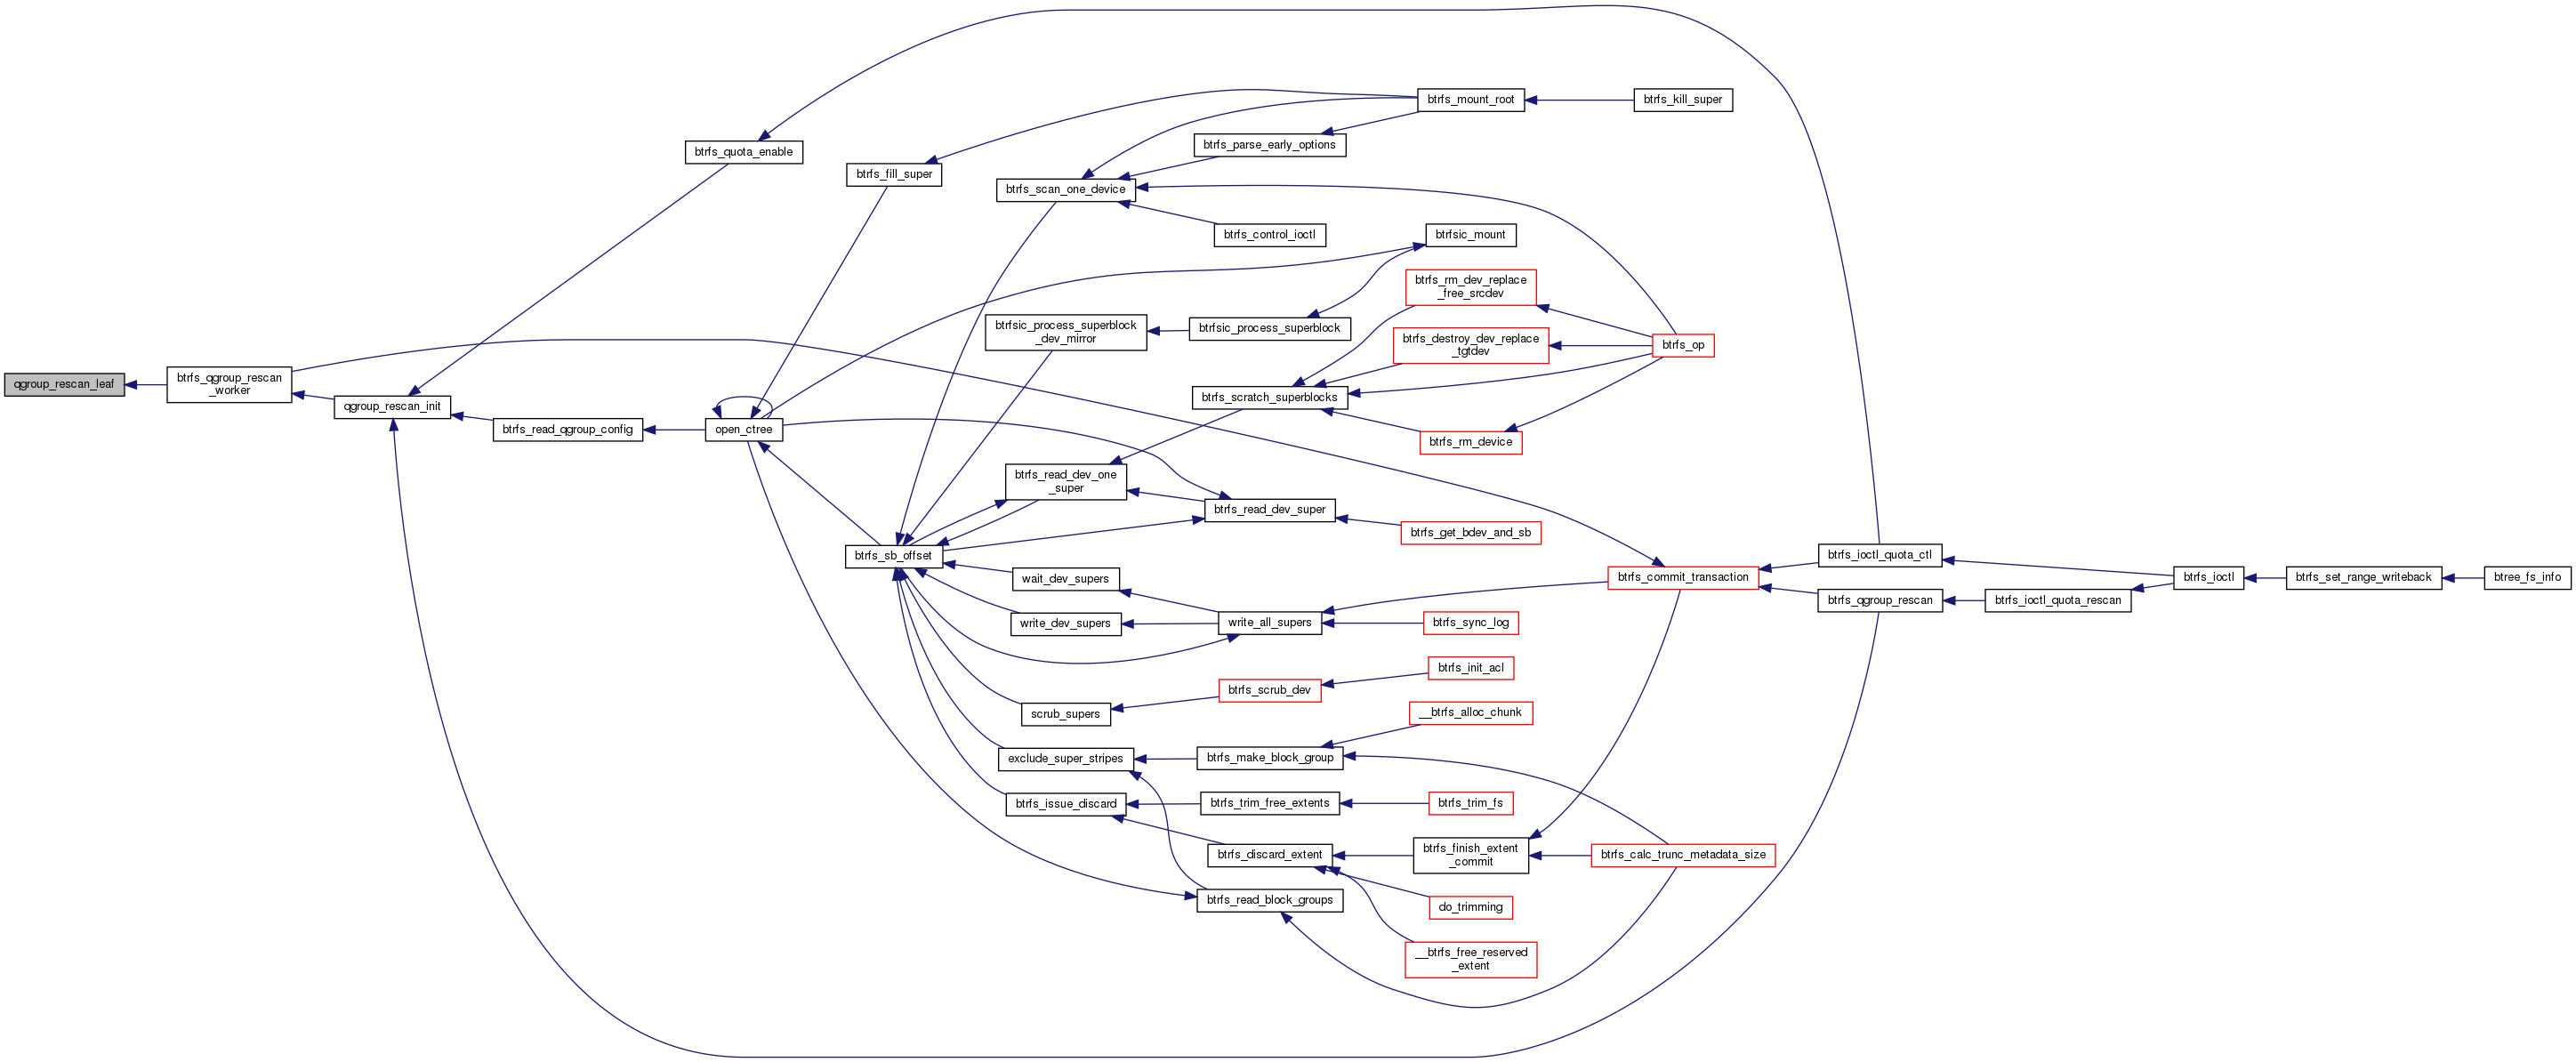 qgroup_rescan_leaf
btrfs_qgroup_rescan
_worker
qgroup_rescan_init
btrfs_quota_enable
btrfs_read_qgroup_config
open_ctree
btrfs_fill_super
btrfs_sb_offset
btrfs_scan_one_device
btrfsic_process_superblock
_dev_mirror
btrfs_read_dev_one
_super
wait_dev_supers
write_dev_supers
scrub_supers
exclude_super_stripes
btrfs_issue_discard
btrfs_parse_early_options
btrfs_control_ioctl
btrfsic_process_superblock
btrfs_scratch_superblocks
btrfs_read_dev_super
write_all_supers
btrfs_scrub_dev
btrfs_make_block_group
btrfs_trim_free_extents
btrfs_discard_extent
btrfs_read_block_groups
btrfs_mount_root
btrfsic_mount
btrfs_rm_dev_replace
_free_srcdev
btrfs_destroy_dev_replace
_tgtdev
btrfs_rm_device
btrfs_get_bdev_and_sb
btrfs_sync_log
btrfs_init_acl
__btrfs_alloc_chunk
btrfs_trim_fs
btrfs_finish_extent
_commit
do_trimming
__btrfs_free_reserved
_extent
btrfs_kill_super
btrfs_op
btrfs_commit_transaction
btrfs_calc_trunc_metadata_size
btrfs_ioctl_quota_ctl
btrfs_qgroup_rescan
btrfs_ioctl_quota_rescan
btrfs_ioctl
btrfs_set_range_writeback
btree_fs_info